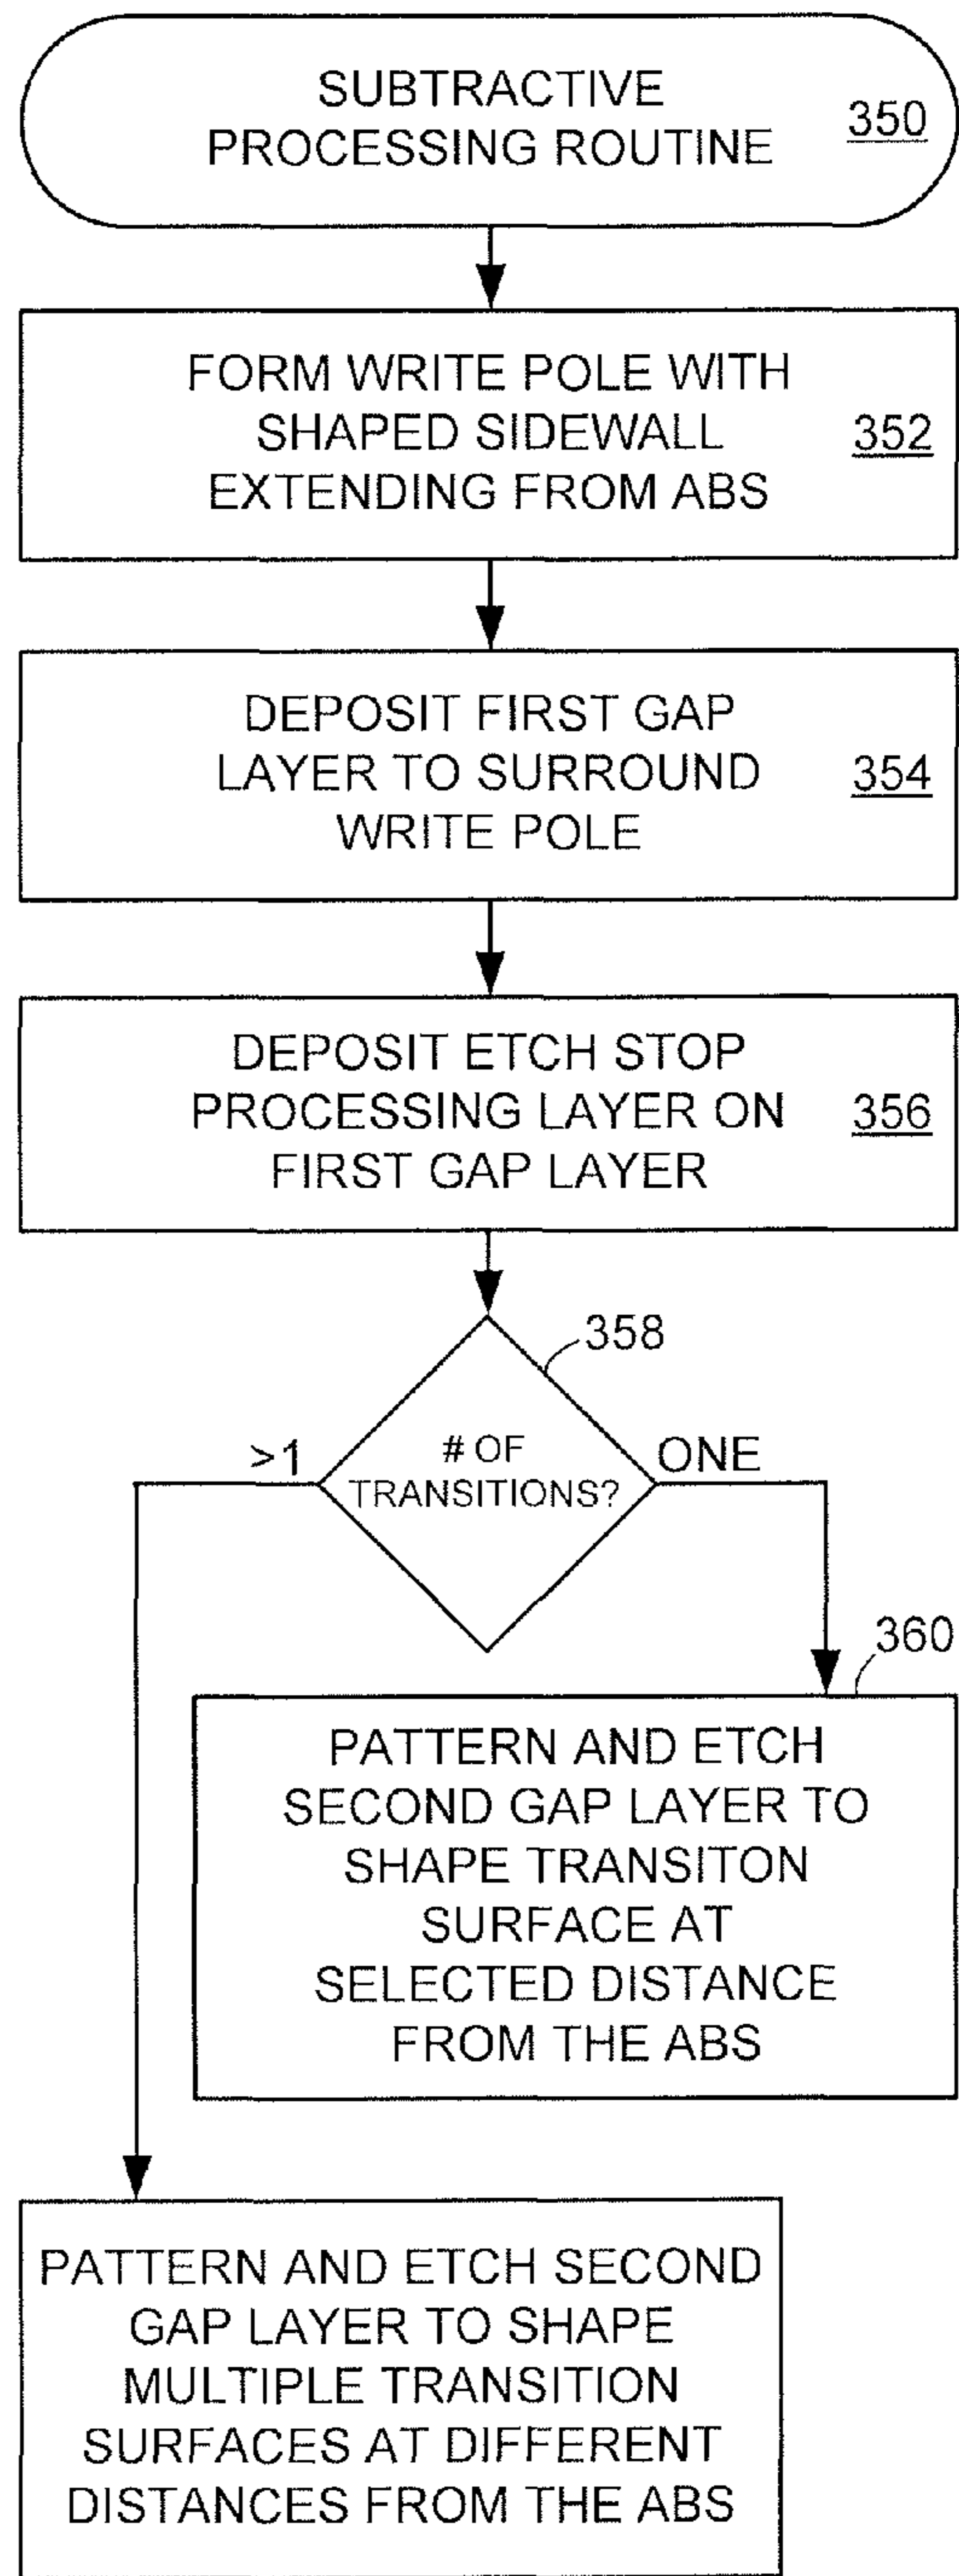 SUBTRACTIVE
PROCESSING ROUTINE
350
FORM WRITE POLE WITH
SHAPED SIDEWALL
EXTENDING FROM ABS
352
DEPOSIT FIRST GAP
LAYER TO SURROUND
WRITE POLE
354
DEPOSIT ETCH STOP
PROCESSING LAYER ON
FIRST GAP LAYER
356
358
# OF
TRANSITIONS?
>1
ONE
360
PATTERN AND ETCH
SECOND GAP LAYER TO
SHAPE TRANSITON
SURFACE AT
SELECTED DISTANCE
FROM THE ABS
PATTERN AND ETCH SECOND
GAP LAYER TO SHAPE
MULTIPLE TRANSITION
SURFACES AT DIFFERENT
DISTANCES FROM THE ABS